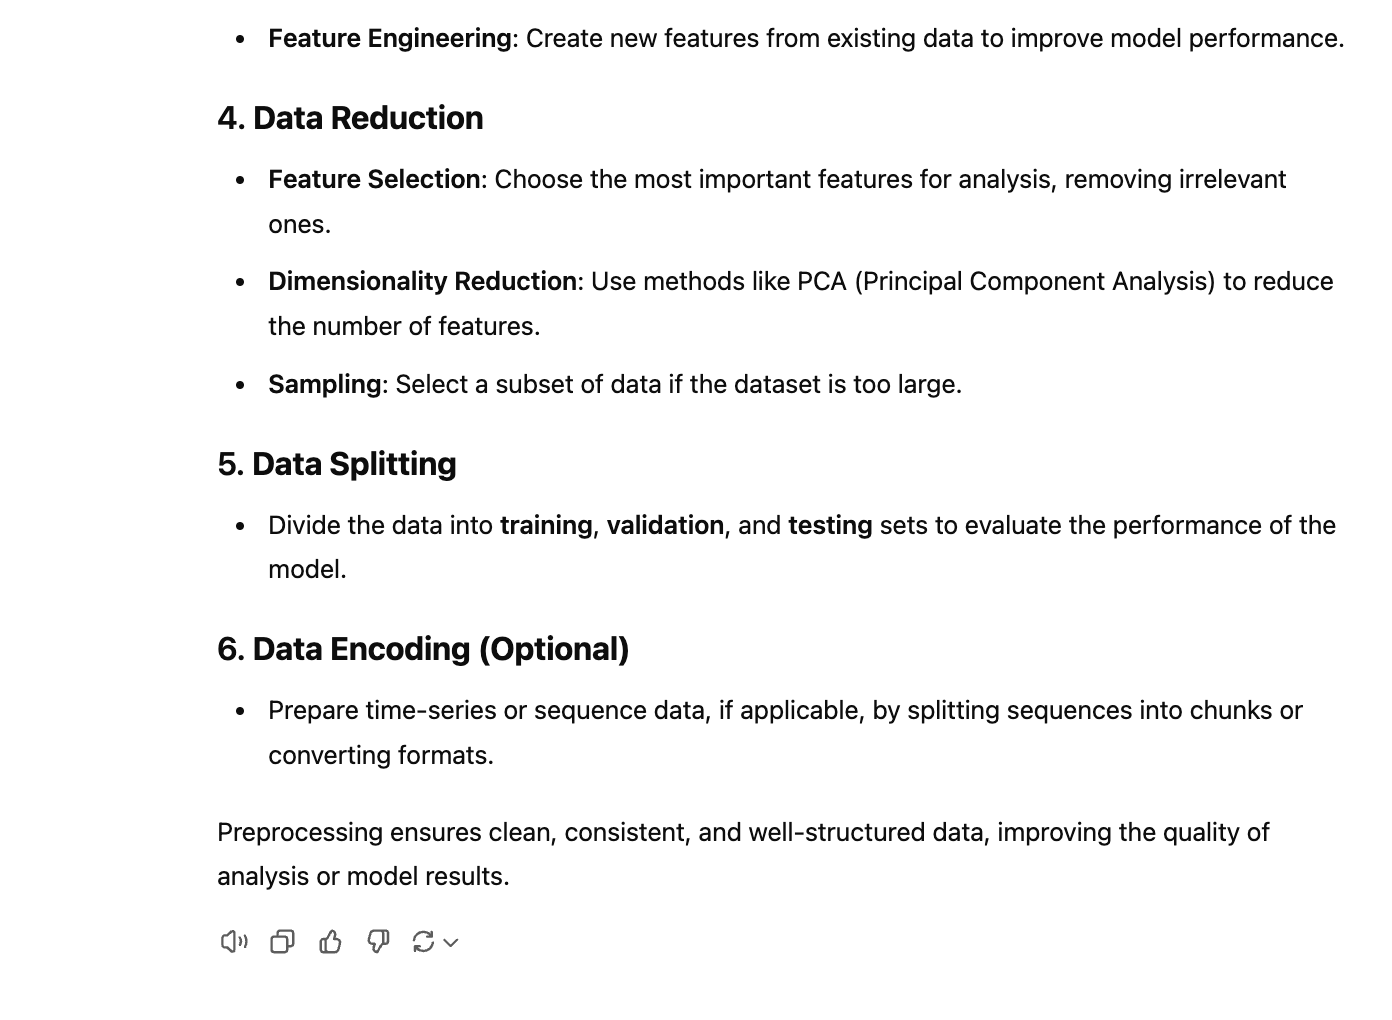 • Feature Engineering: Create new features from existing data to improve model performance.
4. Data Reduction
• Feature Selection: Choose the most important features for analysis, removing irrelevant
ones.
• Dimensionality Reduction: Use methods like PCA (Principal Component Analysis) to reduce
the number of features.
• Sampling: Select a subset of data if the dataset is too large.
5. Data Splitting
• Divide the data into training, validation, and testing sets to evaluate the performance of the
model.
6. Data Encoding (Optional)
• Prepare time-series or sequence data, if applicable, by splitting sequences into chunks or
converting formats.
Preprocessing ensures clean, consistent, and well-structured data, improving the quality of
analysis or model results.